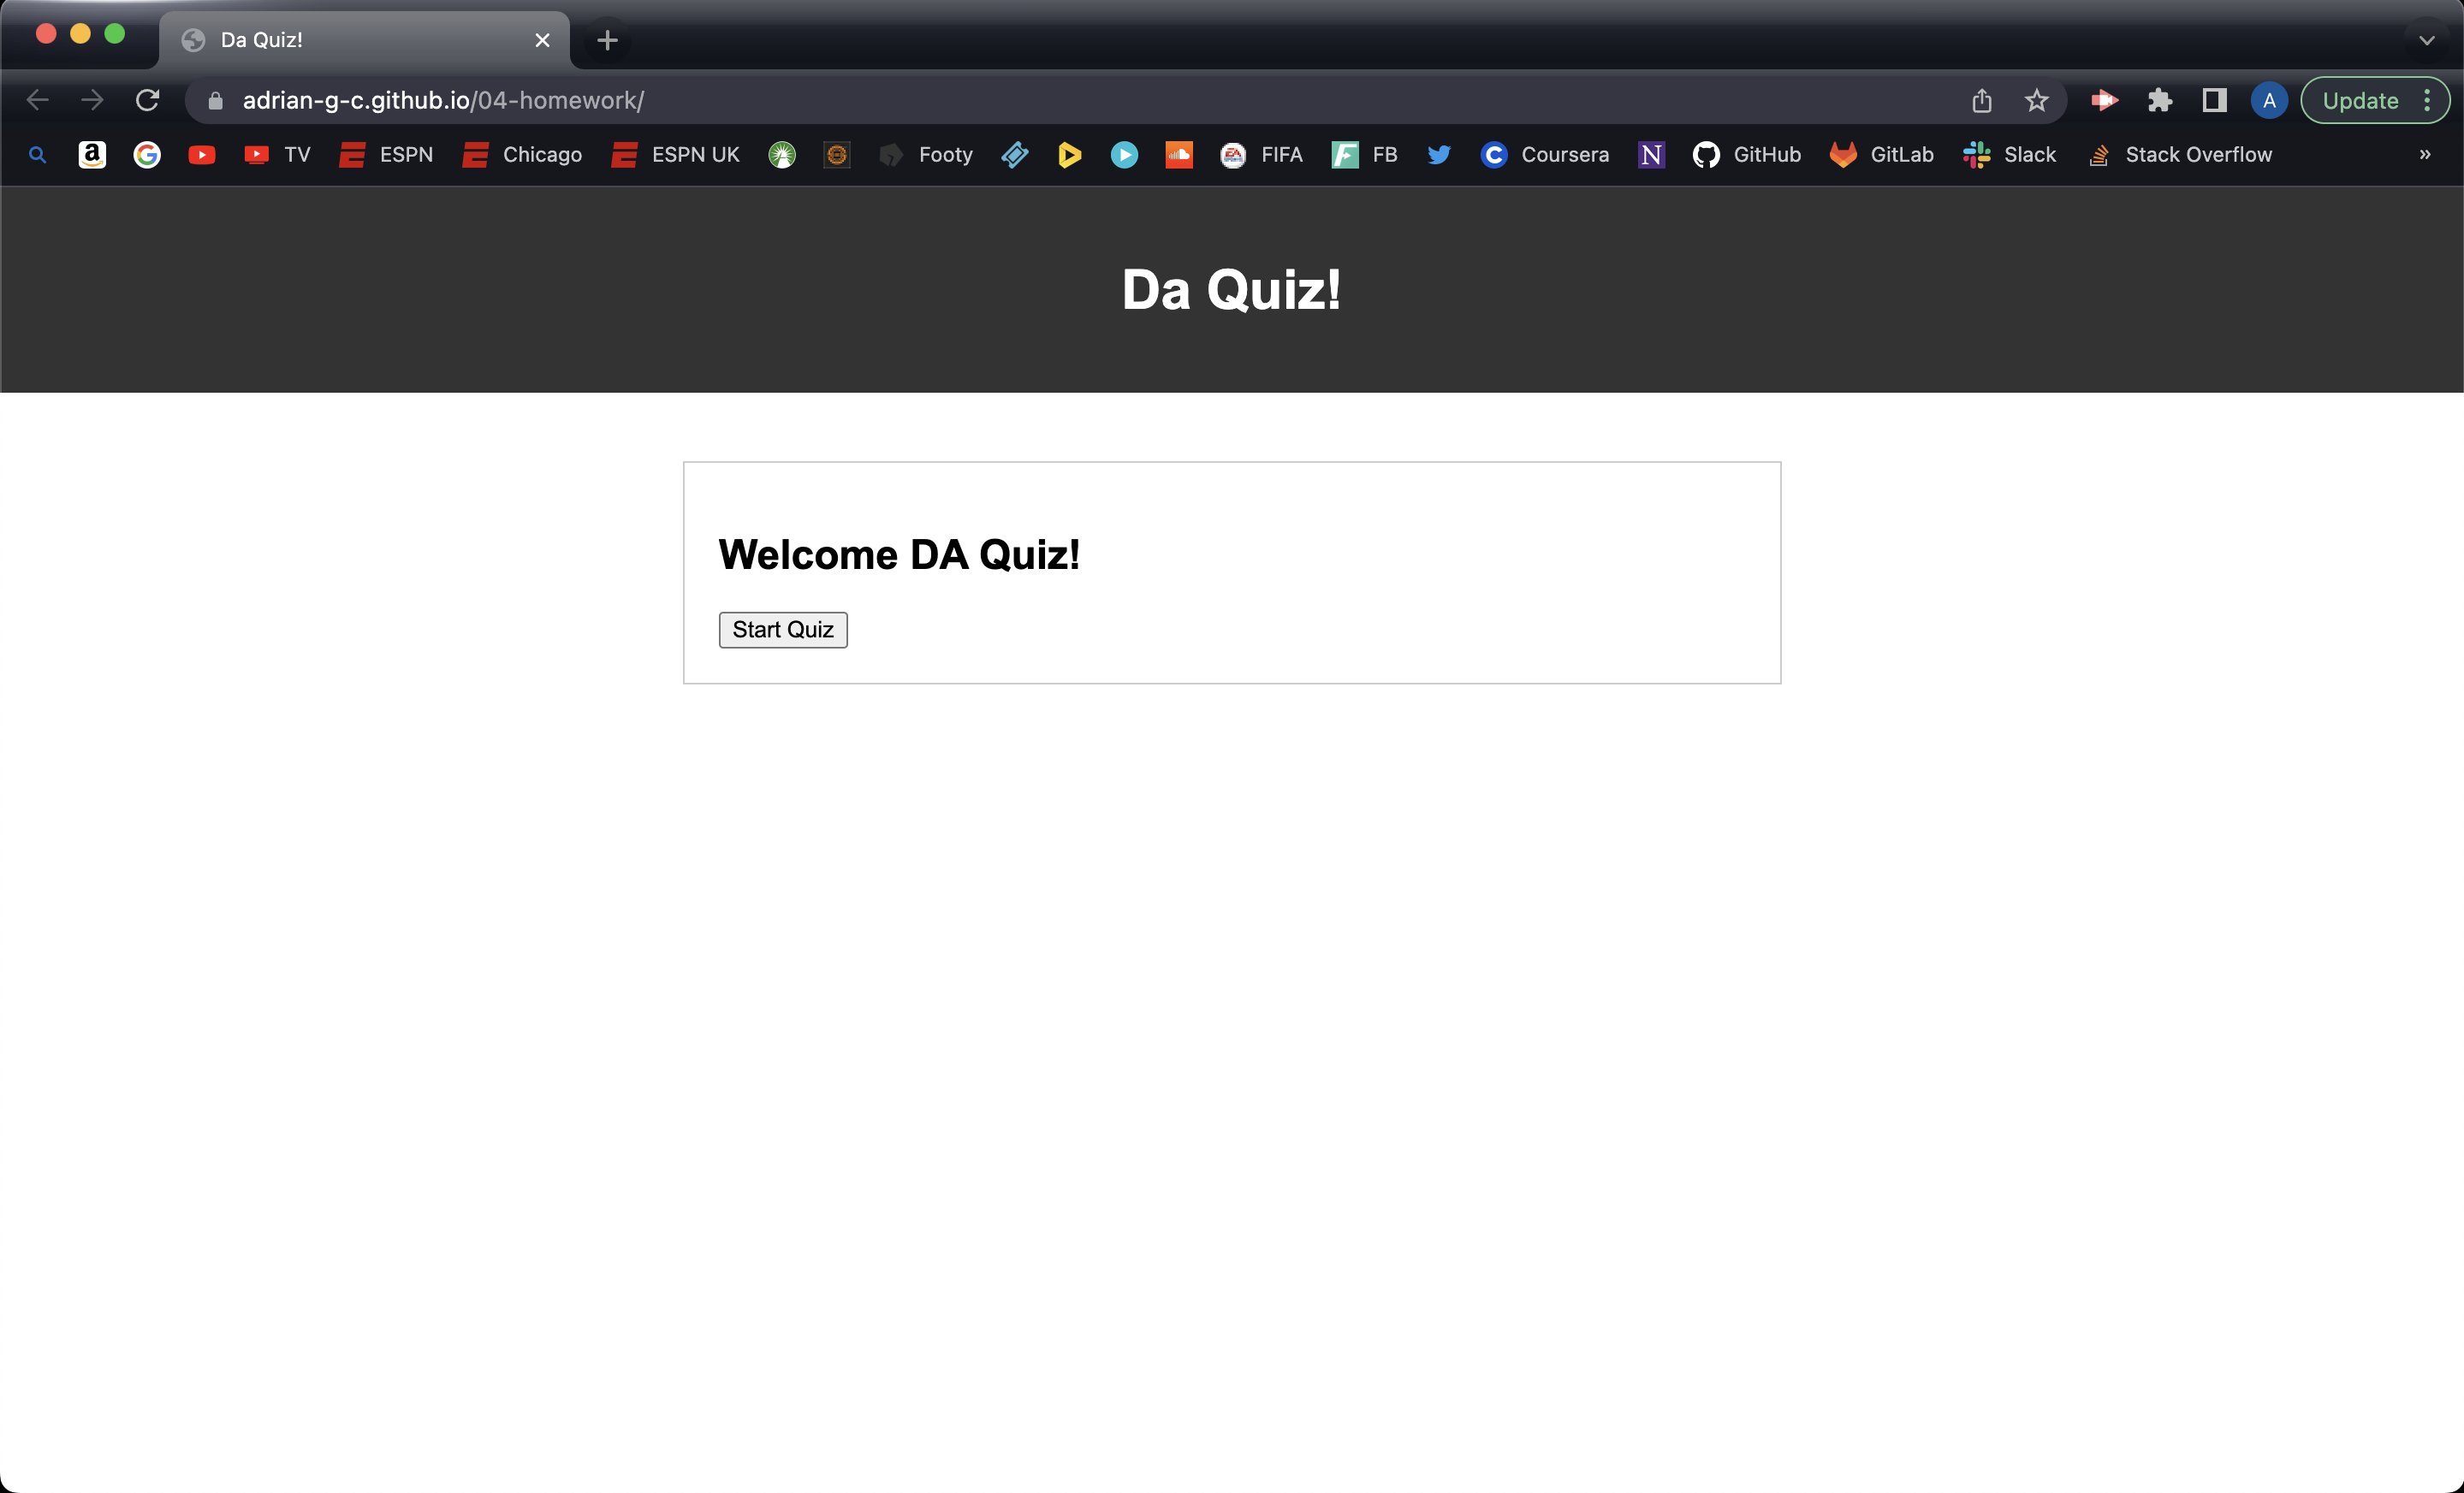 Da Quiz!
adrian-g-c.github.io/04-homework/
A
Update
a
G
TV
ESPN
Chicago
ESPN UK
Footy
EA
FIFA
FB
C
Coursera
N
GitHub
GitLab
Slack
Stack Overflow
»
Da Quiz!
Welcome DA Quiz!
Start Quiz